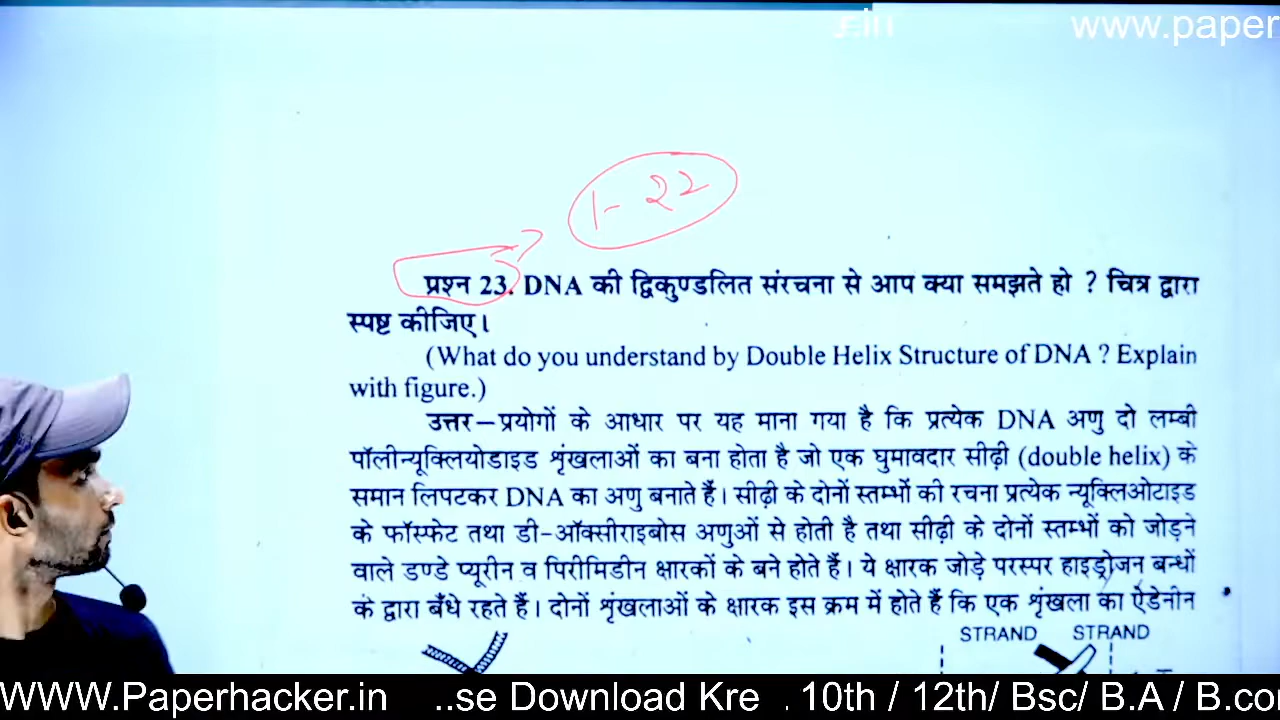 www.paper
1- 22
प्रश्न 23. DNA की द्विकुण्डलित संरचना से आप क्या समझते हो ? चित्र द्वारा
स्पष्ट कीजिए।
(What do you understand by Double Helix Structure of DNA ? Explain
with figure.)
उत्तर–प्रयोगों के आधार पर यह माना गया है कि प्रत्येक DNA अणु दो लम्बी
पॉलीन्यूक्लियोडाइड शृंखलाओं का बना होता है जो एक घुमावदार सीढ़ी (double helix) के
समान लिपटकर DNA का अणु बनाते हैं। सीढ़ी के दोनों स्तम्भों की रचना प्रत्येक न्यूक्लिओटाइड
के फॉस्फेट तथा डी-ऑक्सीराइबोस अणुओं से होती है तथा सीढ़ी के दोनों स्तम्भों को जोड़ने
वाले डण्डे प्यूरीन व पिरीमिडीन क्षारकों के बने होते हैं। ये क्षारक जोड़े परस्पर हाइड्रोजन बन्धों
के द्वारा बँधे रहते हैं। दोनों शृंखलाओं के क्षारक इस क्रम में होते हैं कि एक शृंखला का ऐडेनीन
STRAND STRAND
WWW.Paperhacker.in ..se Download Kre . 10th / 12th/ Bsc/ B.A / B.co